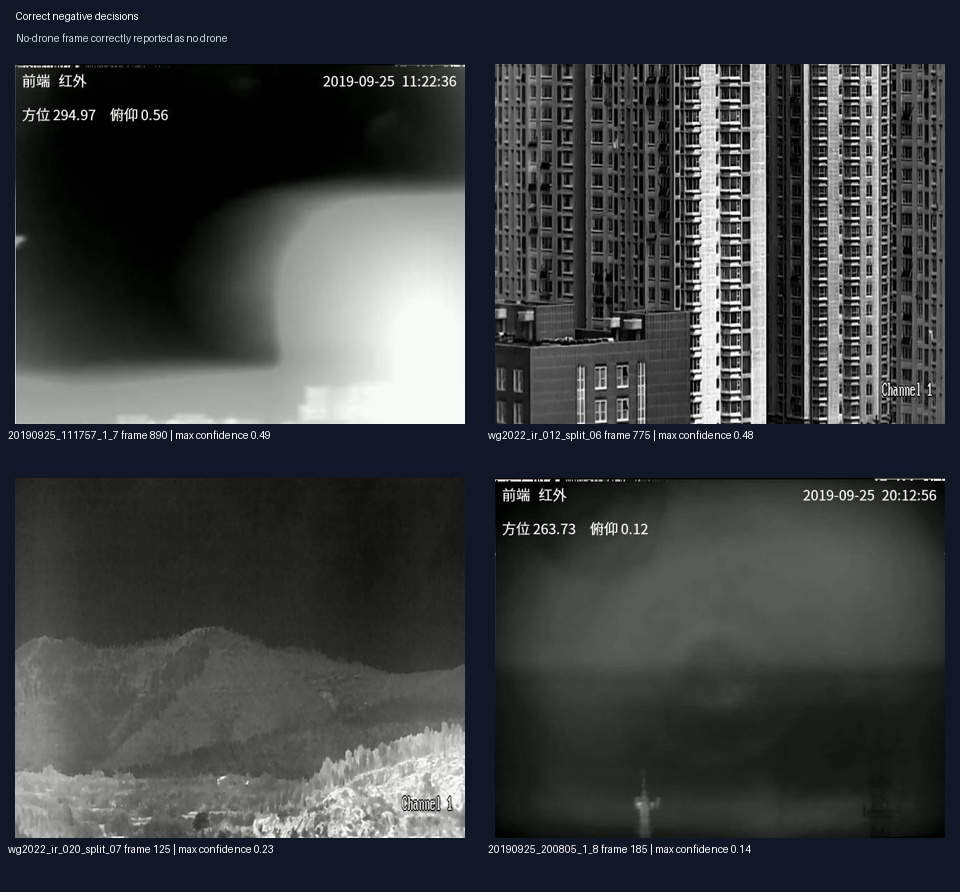 Correct negative decisions
No-drone frame correctly reported as no drone
前端 红外 2019-09-25 11:22:36
方位 294.97 俯仰 0.56
Channel 1
20190925_111757_1_7 frame 890 | max confidence 0.49
wg2022_ir_012_split_06 frame 775 | max confidence 0.48
前端 红外 2019-09-25 20:12:56
方位 263.73 俯仰 0.12
Channel 1
wg2022_ir_020_split_07 frame 125 | max confidence 0.23
20190925_200805_1_8 frame 185 | max confidence 0.14